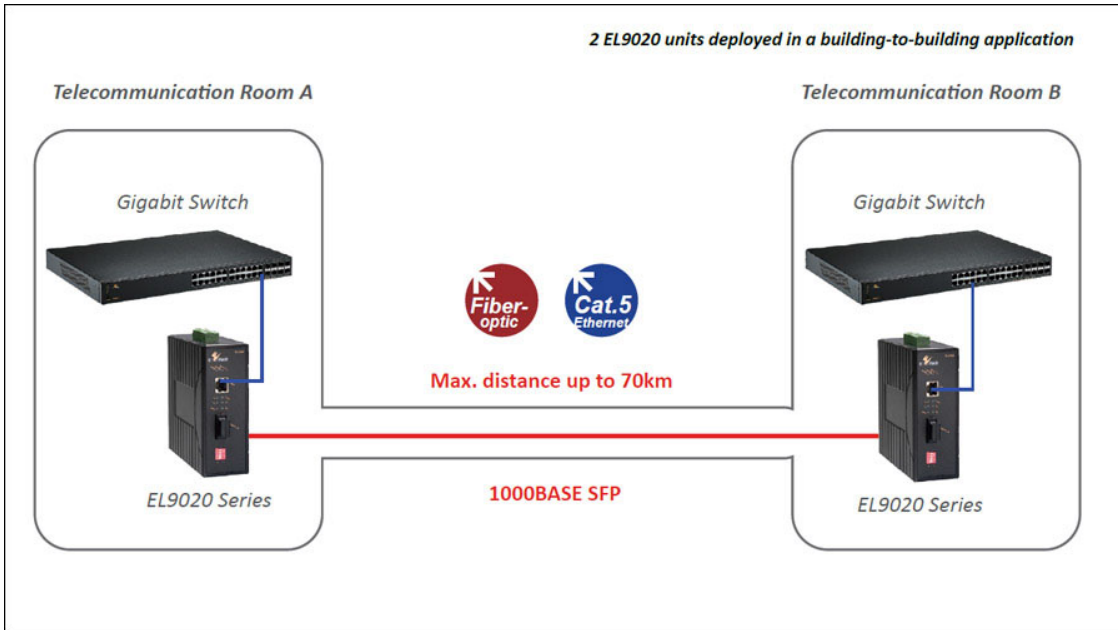 2 EL9020 units deployed in a building-to-building application
Telecommunication Room A
Telecommunication Room B
Gigabit Switch
Gigabit Switch
Fiber-
optic
Cat.5
Ethernet
Max. distance up to 70km
1000BASE SFP
EL9020 Series
EL9020 Series